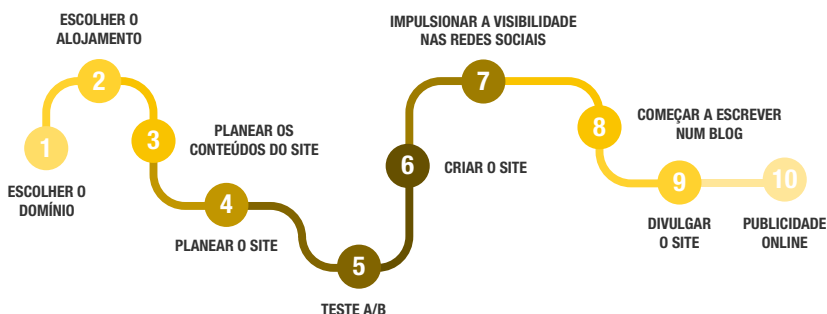 1
ESCOLHER O
DOMÍNIO
2
ESCOLHER O
ALOJAMENTO
3
PLANEAR OS
CONTEÚDOS DO SITE
4
PLANEAR O SITE
5
TESTE A/B
6
CRIAR O SITE
7
IMPULSIONAR A VISIBILIDADE
NAS REDES SOCIAIS
8
COMEÇAR A ESCREVER
NUM BLOG
9
DIVULGAR
O SITE
10
PUBLICIDADE
ONLINE